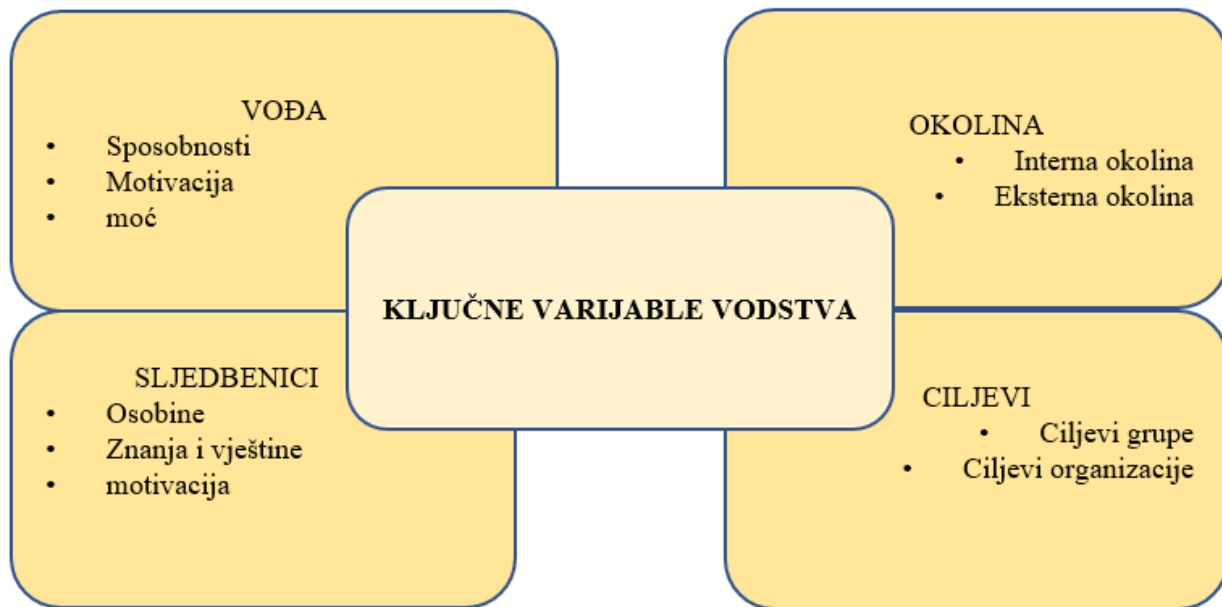 VOĐA
• Sposobnosti
• Motivacija
• moć
OKOLINA
• Interna okolina
• Eksterna okolina
KLJUČNE VARIJABLE VODSTVA
SLJEDBENICI
• Osobine
• Znanja i vještine
• motivacija
CILJEVI
• Ciljevi grupe
• Ciljevi organizacije